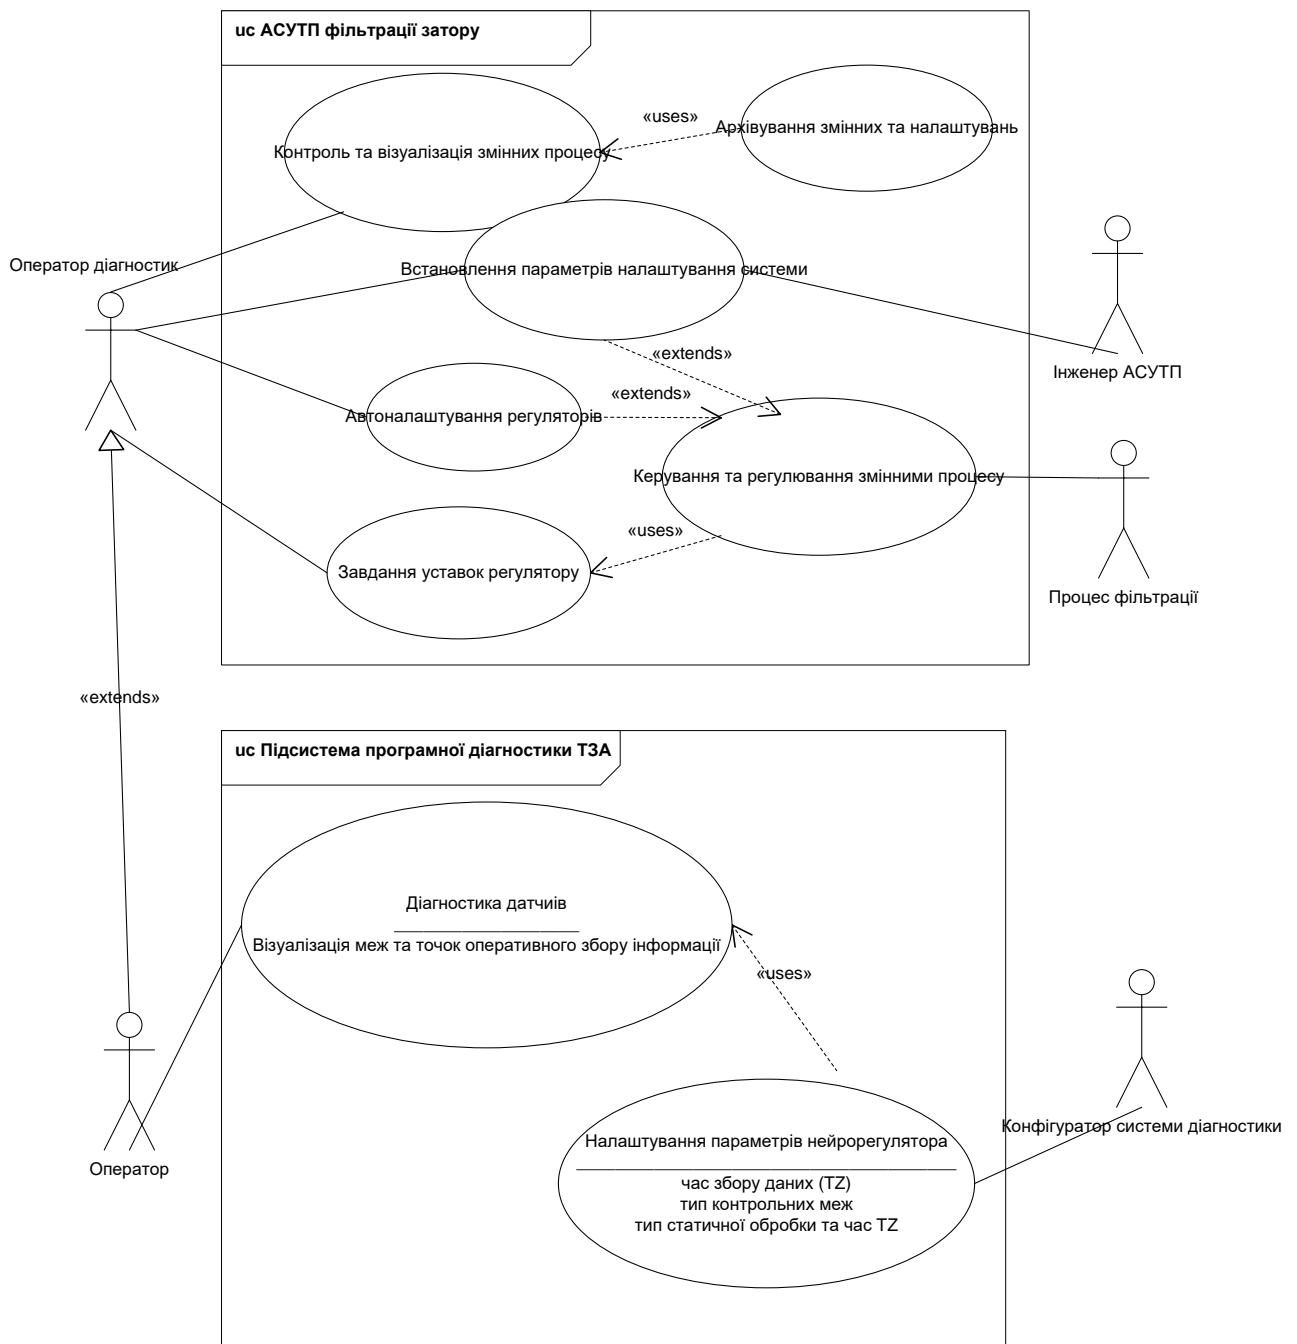 uc АСУТП фільтрації затору
«uses»
Архівування змінних та налаштувань
Контроль та візуалізація змінних процесу
Оператор діагностик
Встановлення параметрів налаштування системи
«extends»
Інженер АСУТП
«extends»
Автоналаштування регуляторів
Керування та регулювання змінними процесу
«uses»
Завдання уставок регулятору
Процес фільтрації
«extends»
uc Підсистема програмної діагностики ТЗА
Діагностика датчиів
Візуалізація меж та точок оперативного збору інформації
«uses»
Конфігуратор системи діагностики
Налаштування параметрів нейрорегулятора
Оператор
час збору даних (TZ)
тип контрольних меж
тип статичної обробки та час TZ